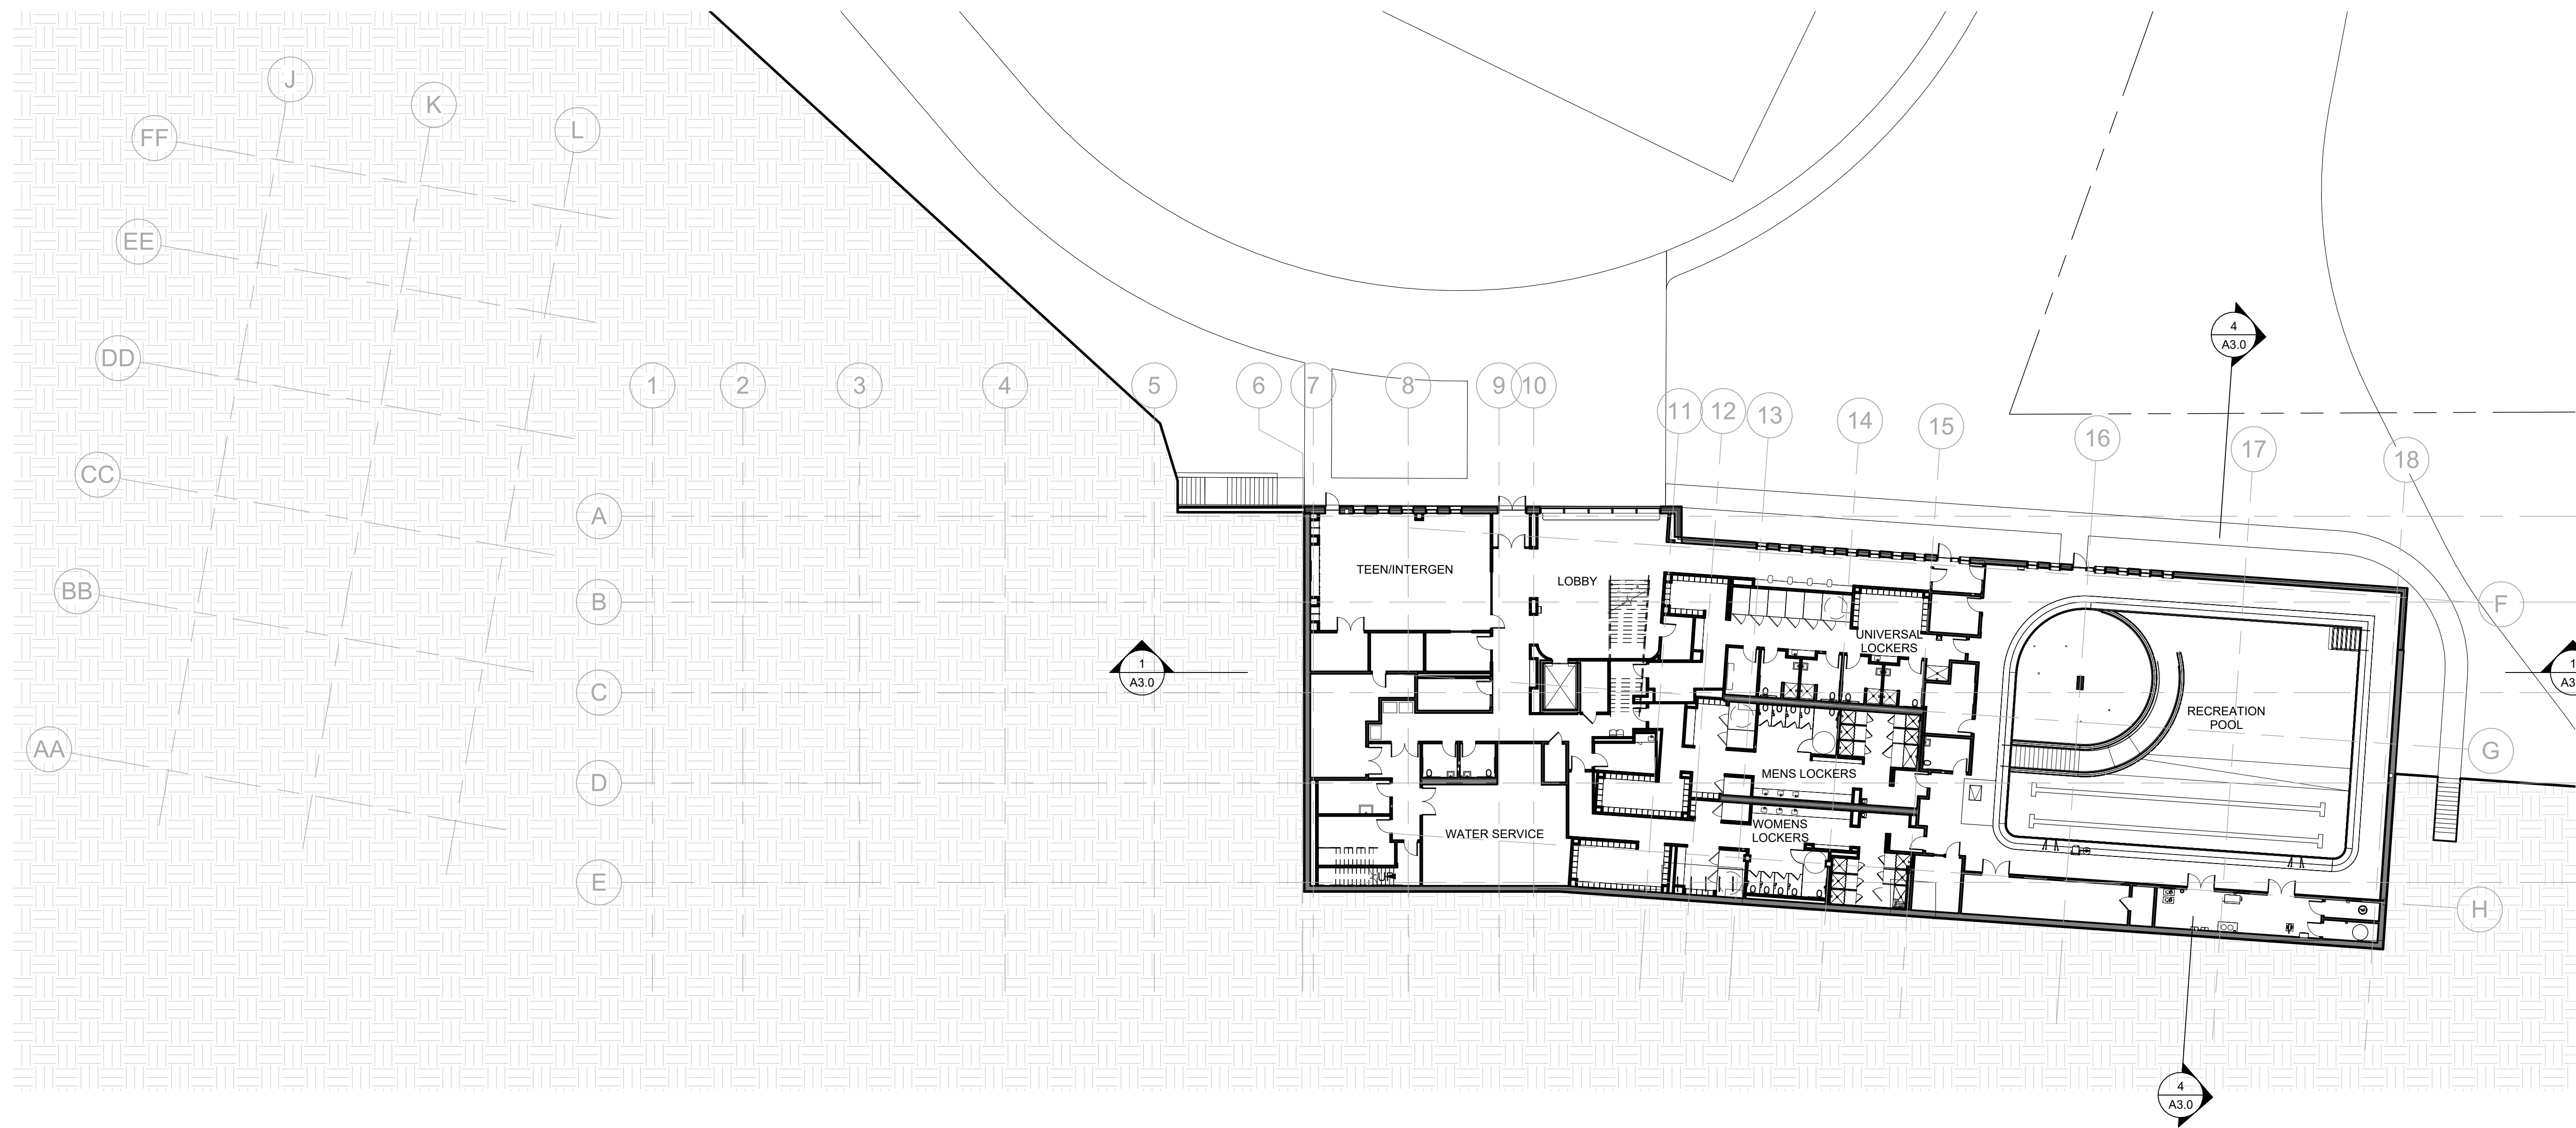 J
K
L
FF
EE
DD
CC
BB
AA
1
2
3
4
5
6
7
8
9
10
11
12
13
14
15
16
17
18
A
B
C
D
E
F
G
H
4
A3.0
1
A3.0
1
A3
TEEN/INTERGEN
LOBBY
UNIVERSAL
LOCKERS
RECREATION
POOL
MENS LOCKERS
WOMENS
LOCKERS
WATER SERVICE
4
A3.0